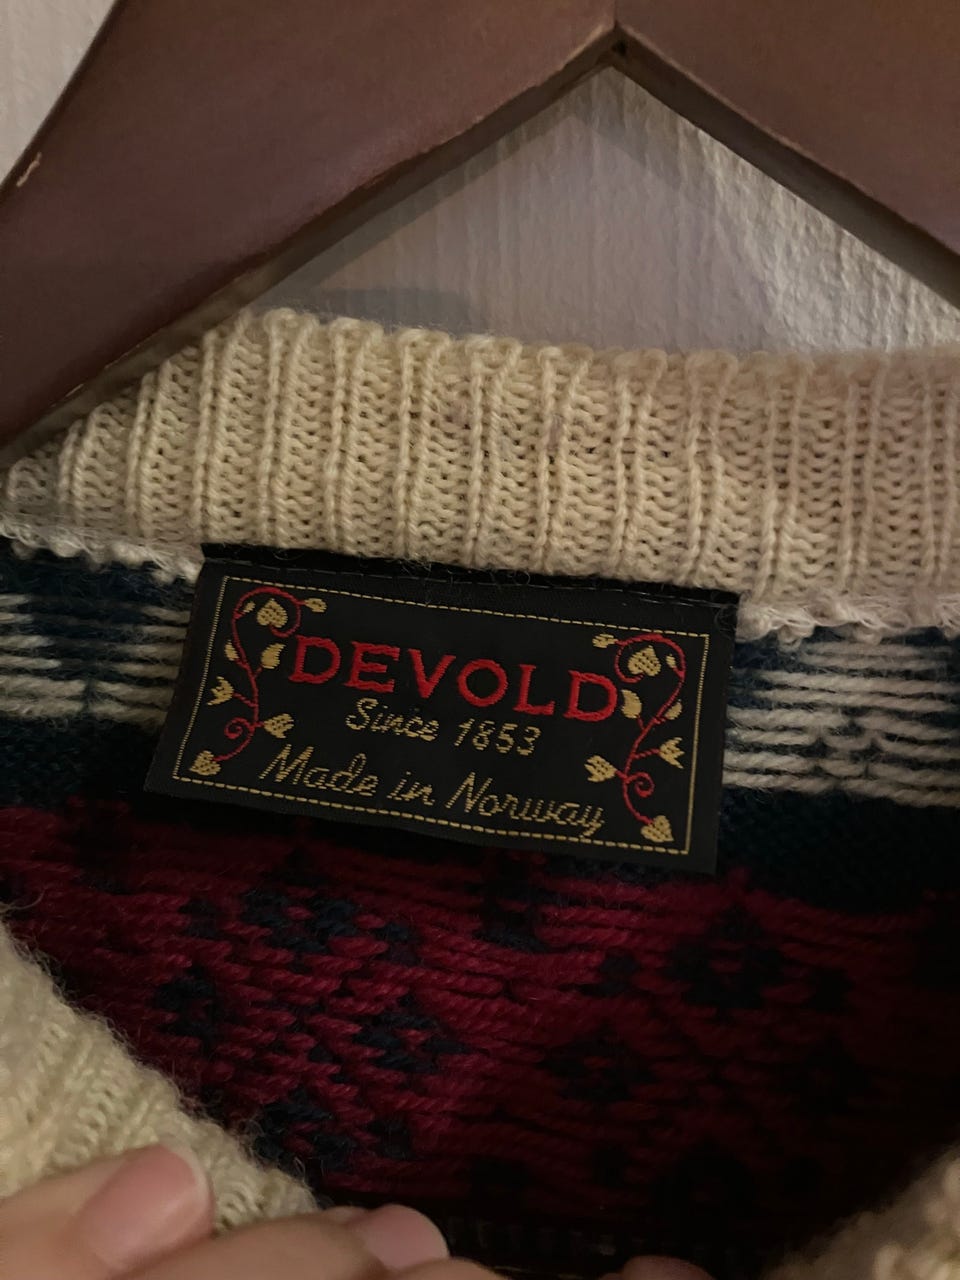 DEVOLD
Since 1853
Made in Norway